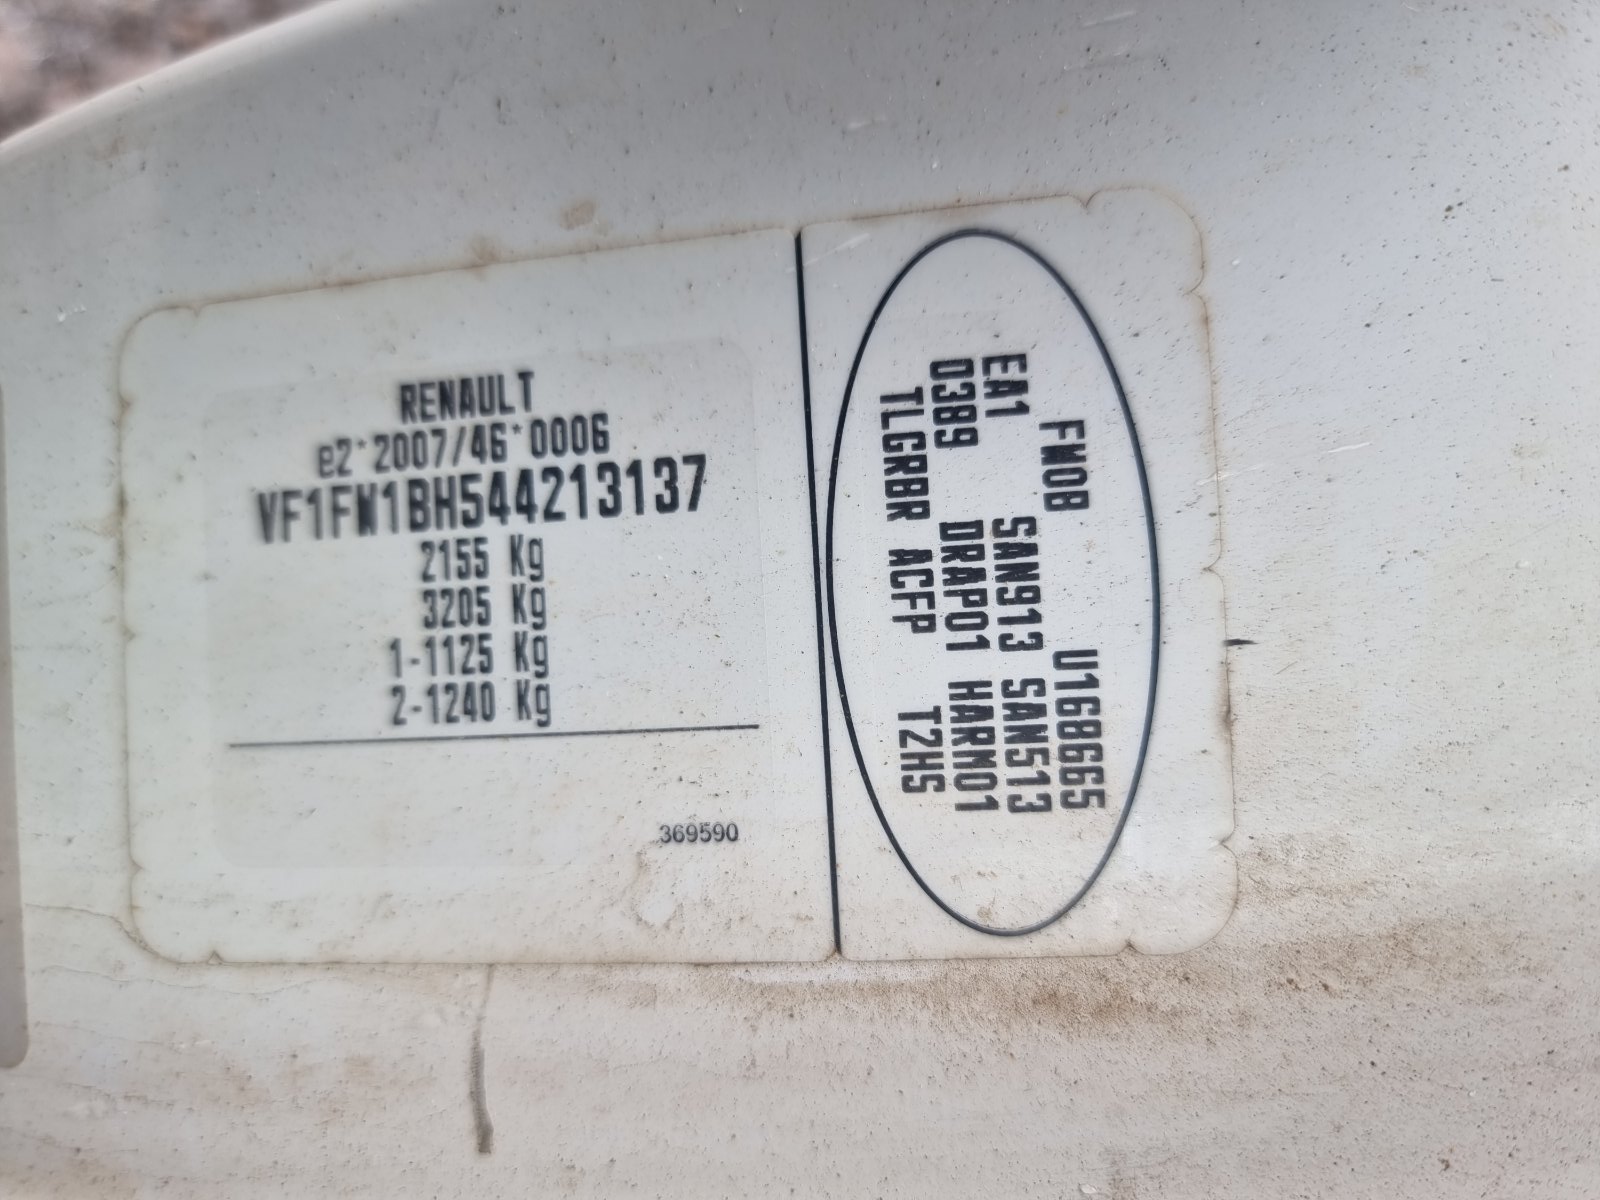 RENAULT
e2*2007/46*0006
VF1FW1BH544213137
2155 Kg
3205 Kg
1-1125 Kg
2-1240 Kg
369590
FW0B U168665
EA1 SAN913 SAN513
0389 DRAP01 HARM01
TLGRBR ACFP T2HS